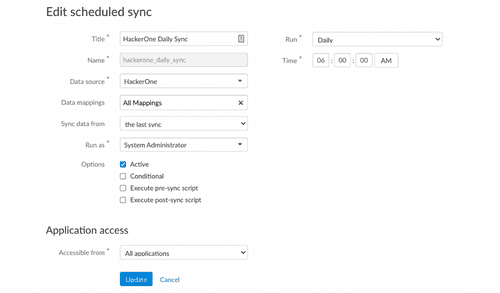 Edit scheduled sync
Title * HackerOne Daily Sync
Run * Daily
Name * hackerone_daily_sync
Time * 06 : 00 : 00 AM
Data source * HackerOne
Data mappings All Mappings ×
Sync data from the last sync
Run as * System Administrator
Options Active
Conditional
Execute pre-sync script
Execute post-sync script
Application access
Accessible from * All applications
Update Cancel